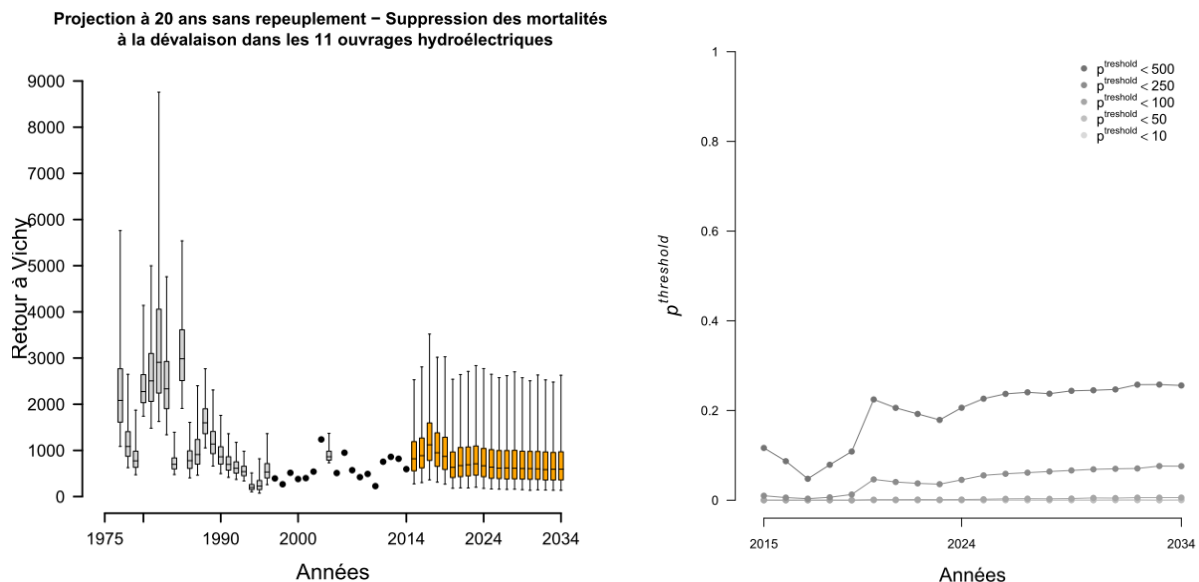 Projection à 20 ans sans repeuplement − Suppression des mortalités
à la dévalaison dans les 11 ouvrages hydroélectriques
Retour à Vichy
9000
8000
7000
6000
5000
4000
3000
2000
1000
0
1975
1990
2000
2014
2024
2034
Années
p^threshold
1
0.8
0.6
0.4
0.2
0
p^treshold < 500
p^treshold < 250
p^treshold < 100
p^treshold < 50
p^treshold < 10
2015
2024
2034
Années